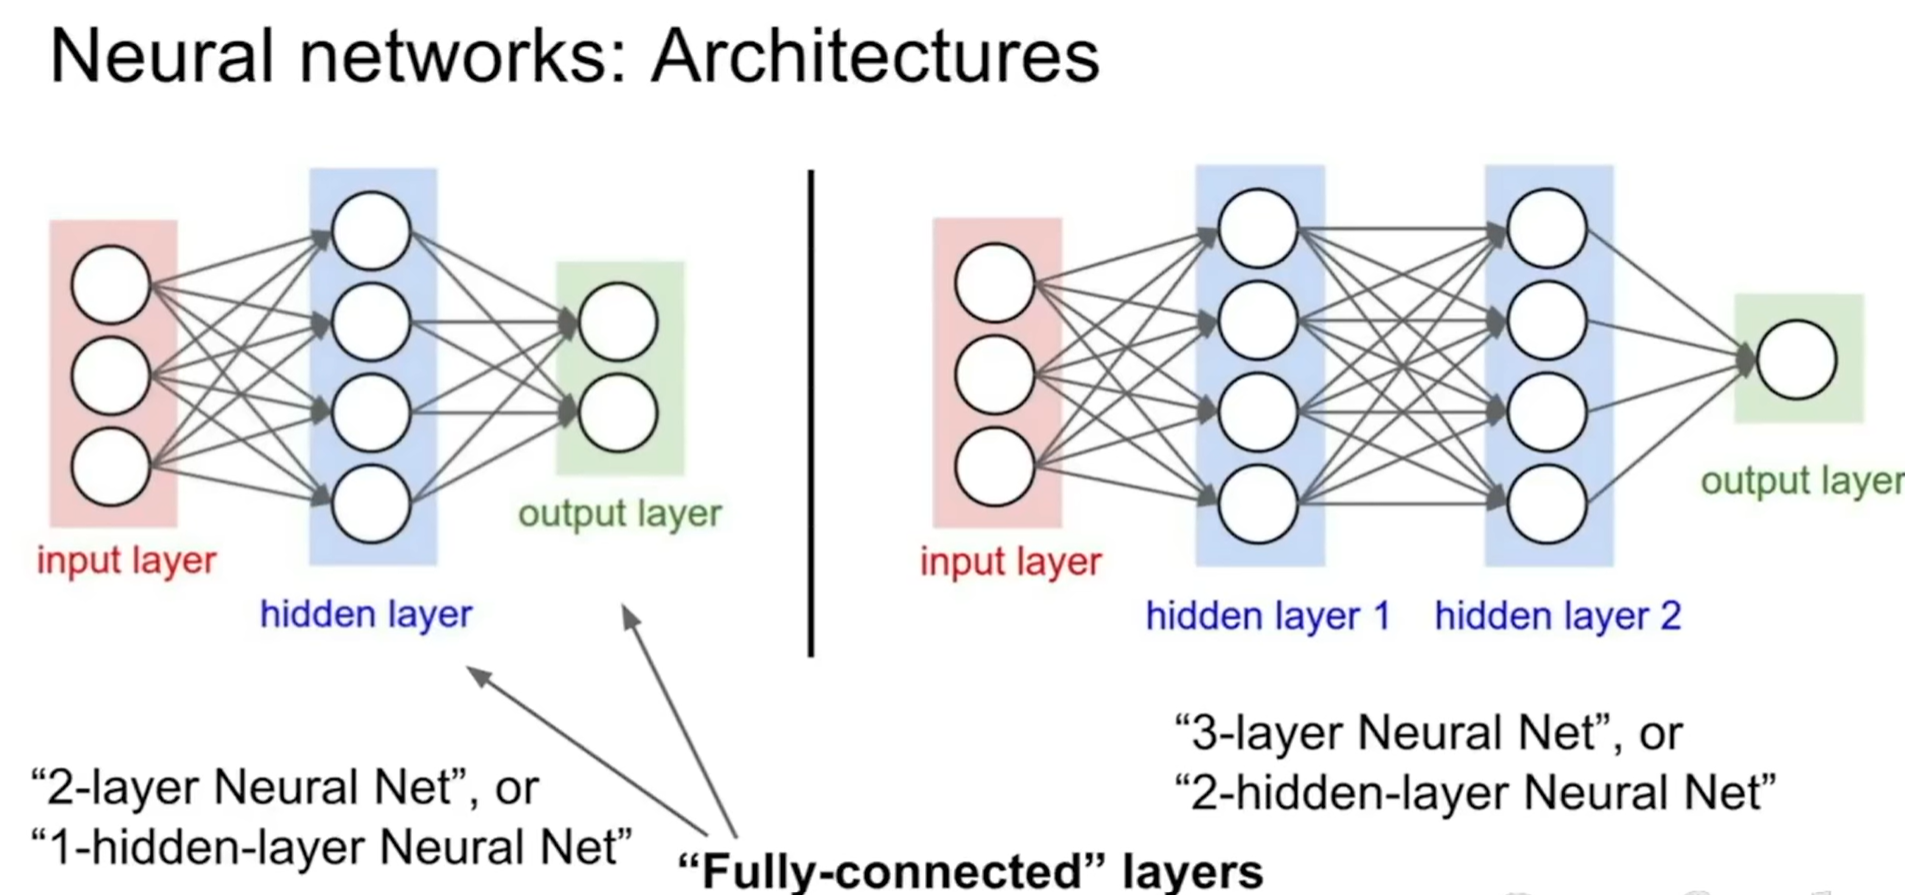 Neural networks: Architectures
input layer
hidden layer
output layer
“2-layer Neural Net”, or
“1-hidden-layer Neural Net”
“Fully-connected” layers
input layer
hidden layer 1
hidden layer 2
output layer
“3-layer Neural Net”, or
“2-hidden-layer Neural Net”